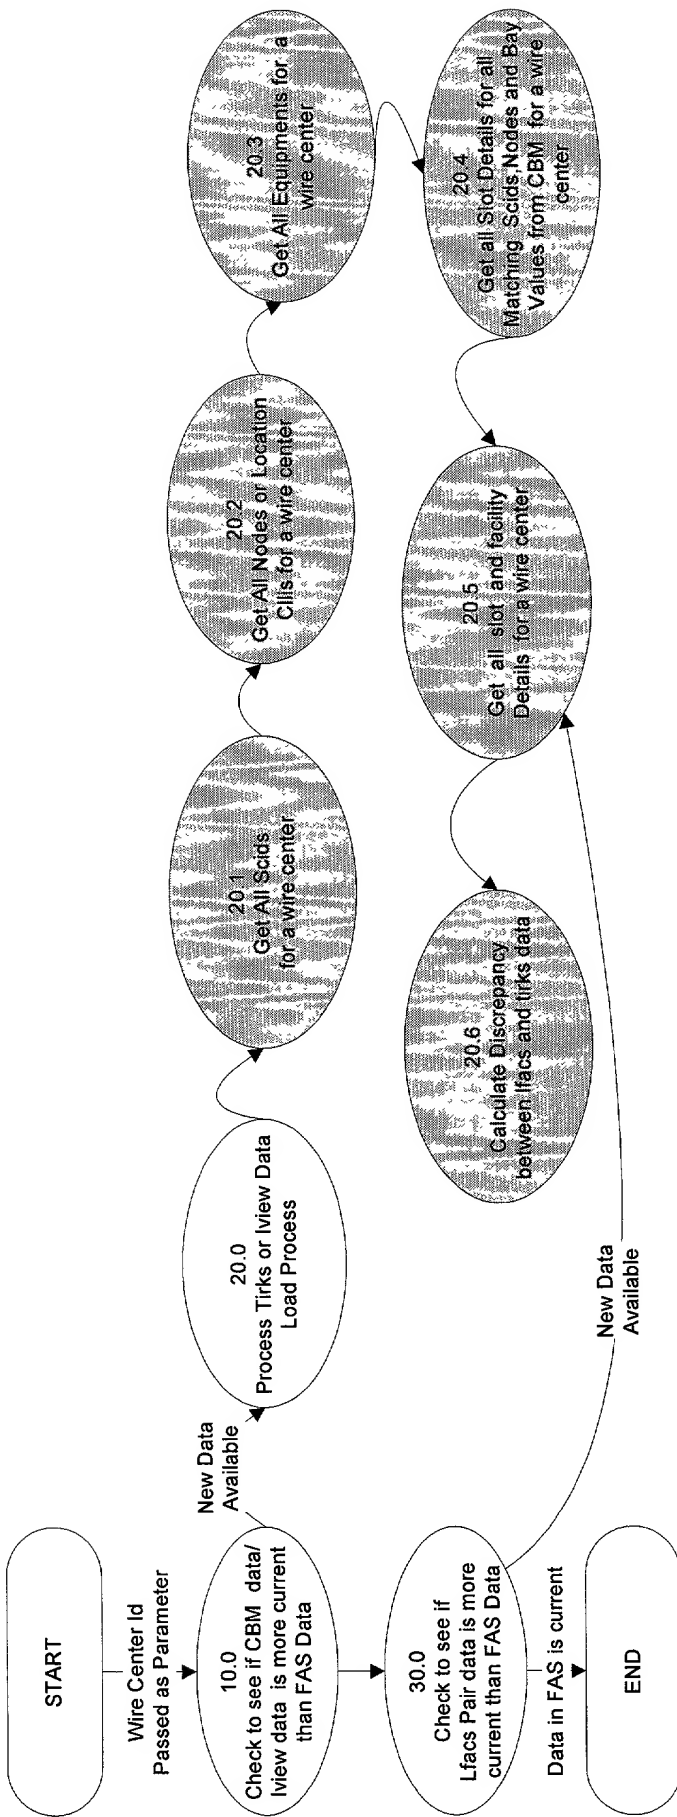 START
Wire Center Id
Passed as Parameter
10.0
Check to see if CBM data/
Iview data is more current
than FAS Data
New Data
Available
20.0
Process Tirks or Iview Data
Load Process
20.1
Get All Scids
for a wire center
20.2
Get All Nodes or Location
Cllls for a wire center
20.3
Get All Equipments for a
wire center
20.4
Get all Slot Details for all
Matching Scids,Nodes and Bay
Values from CBM for a wire
center
20.5
Get all slot and facility
Details for a wire center
20.6
Calculate Discrepancy
between lfacs and tirks data
30.0
Check to see if
Lfacs Pair data is more
current than FAS Data
New Data
Available
Data in FAS is current
END